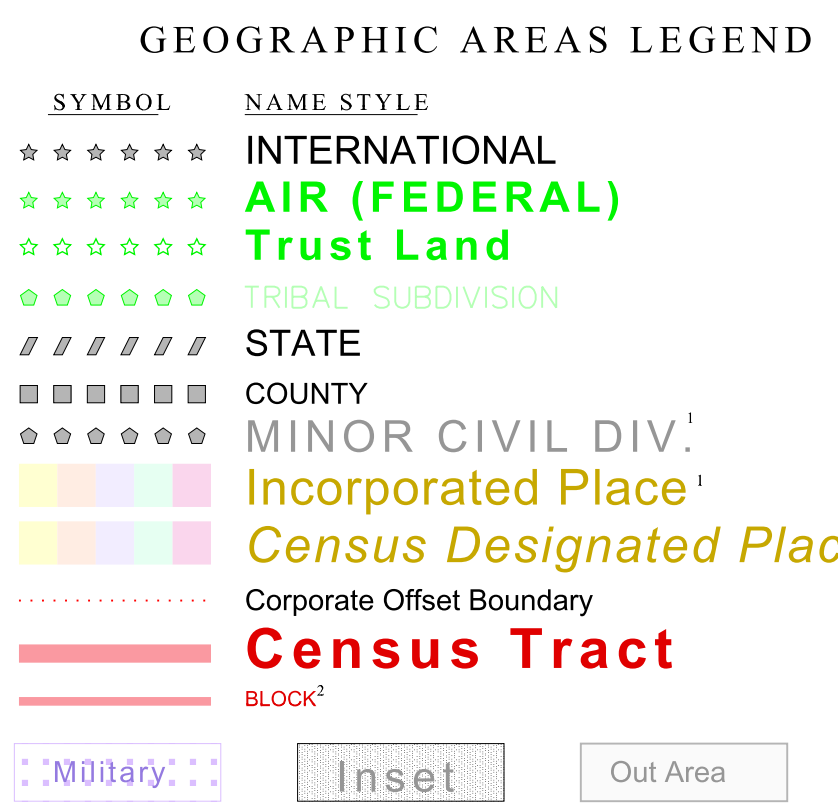 GEOGRAPHIC AREAS LEGEND
SYMBOL NAME STYLE
INTERNATIONAL
AIR (FEDERAL)
Trust Land
TRIBAL SUBDIVISION
STATE
COUNTY
MINOR CIVIL DIV.¹
Incorporated Place ¹
Census Designated Plac
Corporate Offset Boundary
Census Tract
BLOCK²
Military Inset Out Area